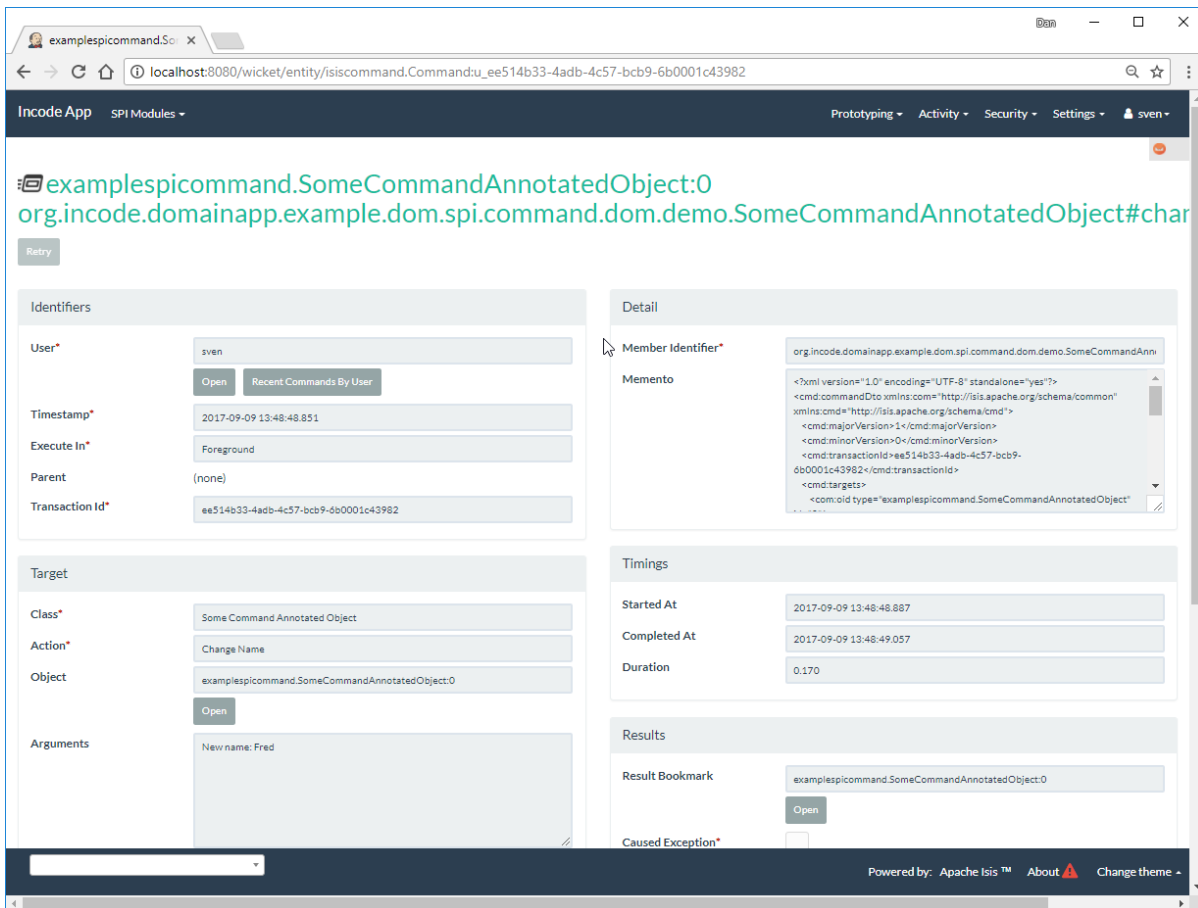 Dan
examplespicommand.So
localhost:8080/wicket/entity/isiscommand.Command:u_ee514b33-4adb-4c57-bcb9-6b0001c43982
Incode App SPI Modules Prototyping Activity Security Settings sven
examplespicommand.SomeCommandAnnotatedObject:0
org.incode.domainapp.example.dom.spi.command.dom.demo.SomeCommandAnnotatedObject#char
Retry
Identifiers
User* sven
Open Recent Commands By User
Timestamp* 2017-09-09 13:48:48.851
Execute In* Foreground
Parent (none)
Transaction Id* ee514b33-4adb-4c57-bcb9-6b0001c43982
Target
Class* Some Command Annotated Object
Action* Change Name
Object examplespicommand.SomeCommandAnnotatedObject:0
Open
Arguments New name: Fred
Detail
Member Identifier* org.incode.domainapp.example.dom.spi.command.dom.demo.SomeCommandAnn
Memento <?xml version="1.0" encoding="UTF-8" standalone="yes"?>
<cmd:commandDto xmlns:com="http://isis.apache.org/schema/common"
xmlns:cmd="http://isis.apache.org/schema/cmd">
<cmd:majorVersion>1</cmd:majorVersion>
<cmd:minorVersion>0</cmd:minorVersion>
<cmd:transactionId>ee514b33-4adb-4c57-bcb9-
6b0001c43982</cmd:transactionId>
<cmd:targets>
<com:oid type="examplespicommand.SomeCommandAnnotatedObject"
Timings
Started At 2017-09-09 13:48:48.887
Completed At 2017-09-09 13:48:49.057
Duration 0.170
Results
Result Bookmark examplespicommand.SomeCommandAnnotatedObject:0
Open
Caused Exception*
Powered by: Apache Isis ™ About Change theme